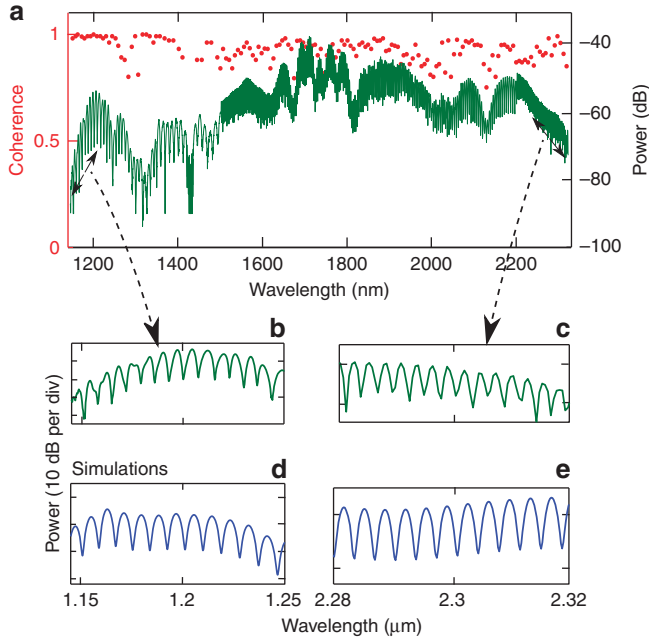 a
1
0.5
0
Coherence
−40
−60
−80
−100
Power (dB)
1200 1400 1600 1800 2000 2200
Wavelength (nm)
b
c
Power (10 dB per div)
Simulations
d
e
1.15 1.2 1.25
2.28 2.3 2.32
Wavelength (μm)